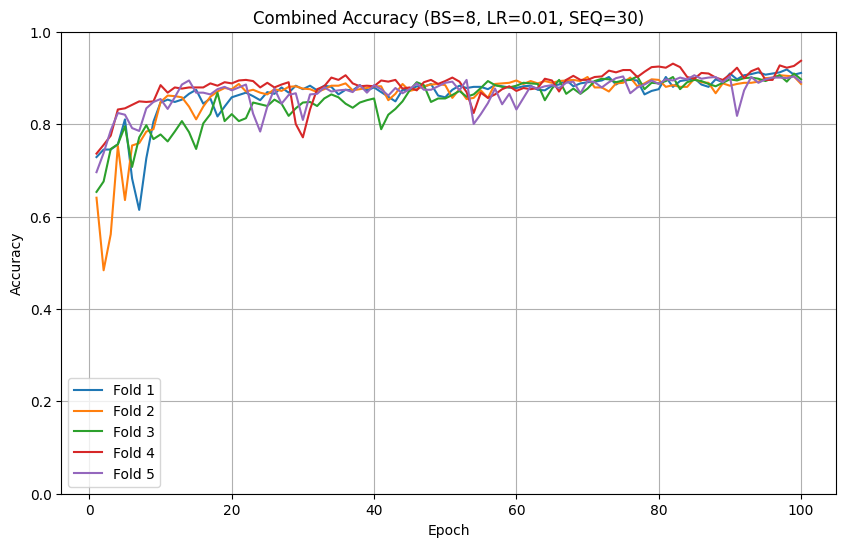 Combined Accuracy (BS=8, LR=0.01, SEQ=30)
1.0
0.8
0.6
0.4
0.2
0.0
Accuracy
Fold 1
Fold 2
Fold 3
Fold 4
Fold 5
0 20 40 60 80 100
Epoch